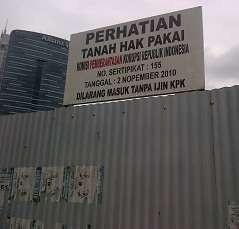 PERHATIAN
TANAH HAK PAKAI
KOMISI PEMBERANTASAN KORUPSI REPUBLIK INDONESIA
NO. SERTIPIKAT : 155
TANGGAL : 2 NOPEMBER 2010
DILARANG MASUK TANPA IJIN KPK